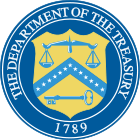 THE DEPARTMENT OF THE TREASURY
1789